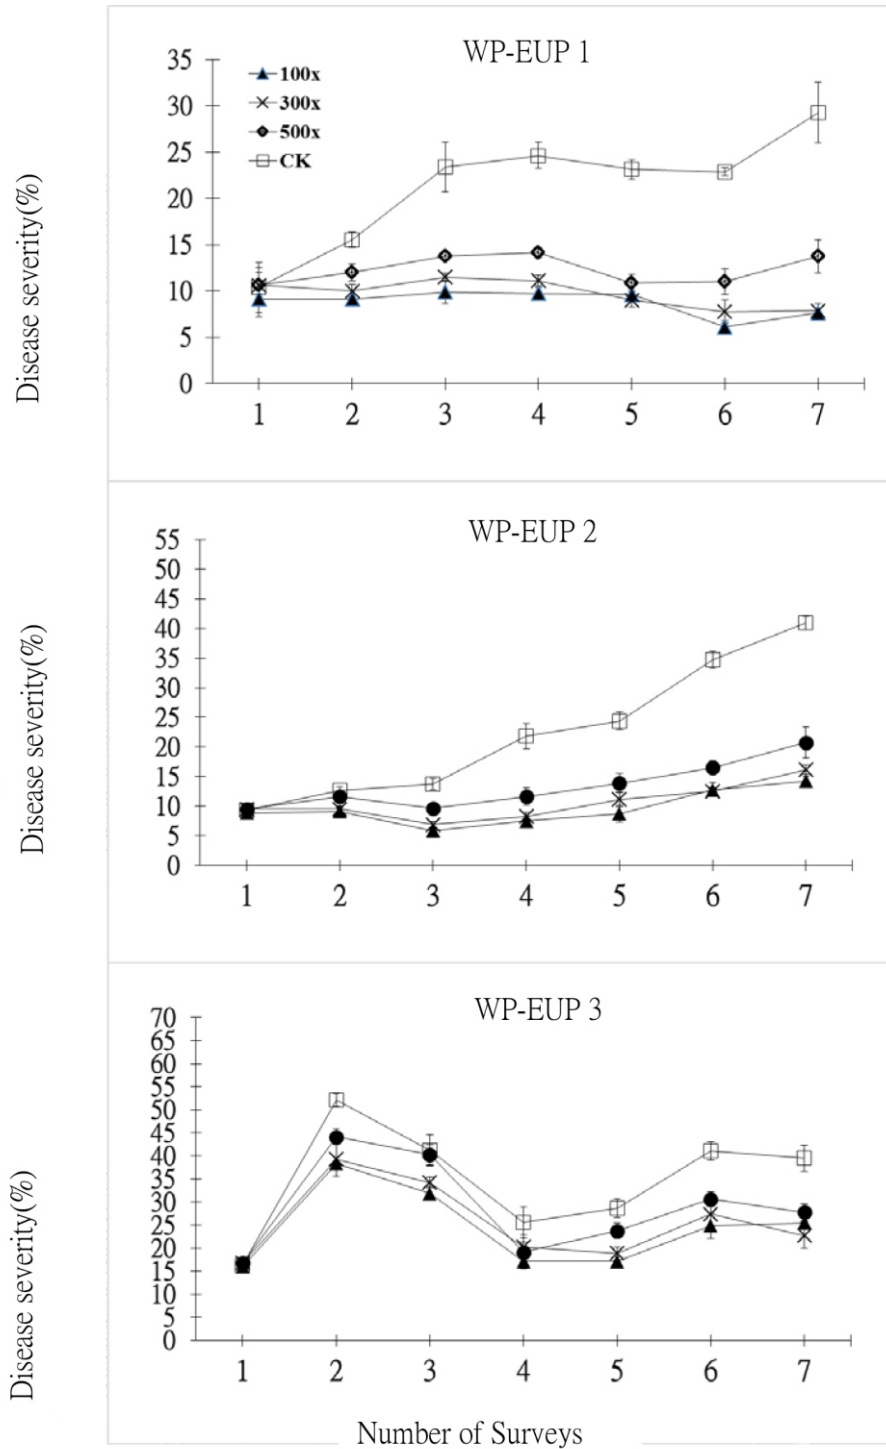 WP-EUP 1
Disease severity(%)
35
30
25
20
15
10
5
0
100x
300x
500x
CK
1 2 3 4 5 6 7
WP-EUP 2
Disease severity(%)
55
50
45
40
35
30
25
20
15
10
5
0
1 2 3 4 5 6 7
WP-EUP 3
Disease severity(%)
70
65
60
55
50
45
40
35
30
25
20
15
10
5
0
1 2 3 4 5 6 7
Number of Surveys